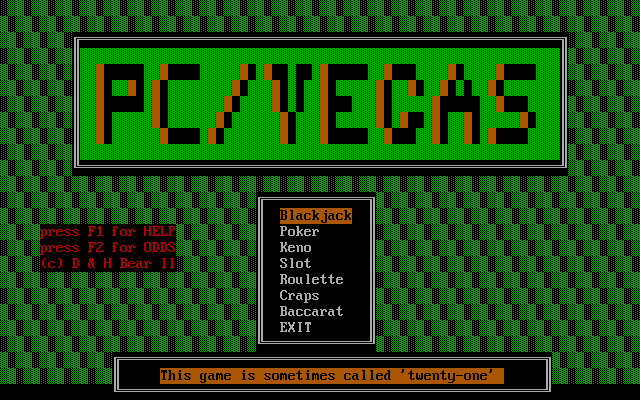 PC/VEGAS
Blackjack
Poker
Keno
Slot
Roulette
Craps
Baccarat
EXIT
press F1 for HELP
press F2 for ODDS
(c) D & H Bear II
This game is sometimes called 'twenty-one'